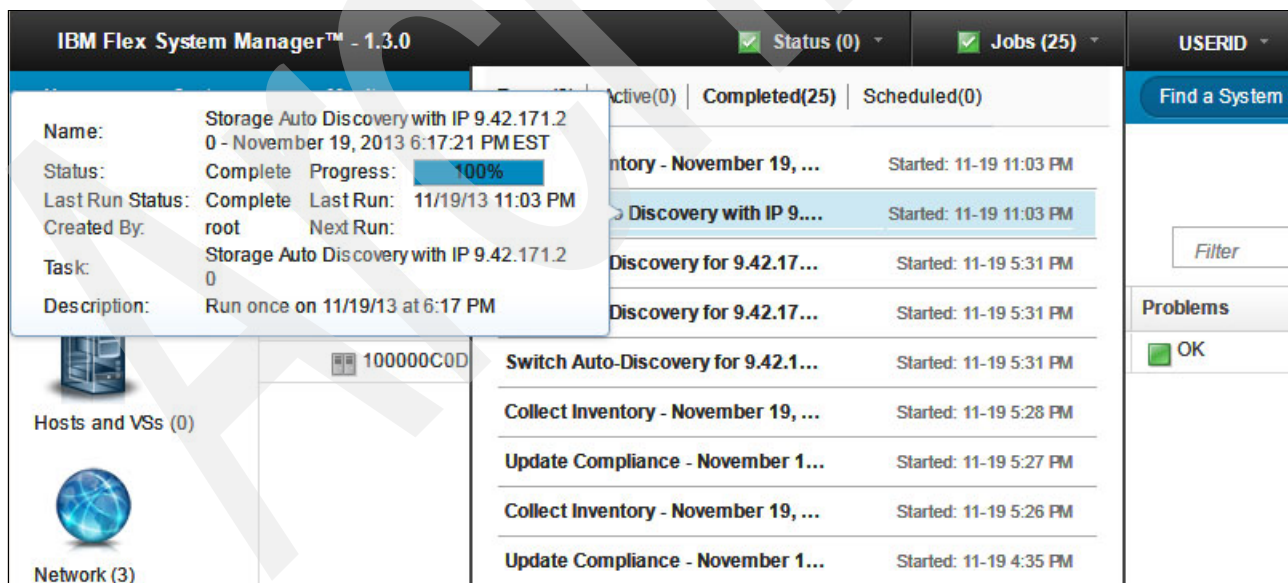 IBM Flex System Manager™ - 1.3.0
Status (0)
Jobs (25)
USERID
Active(0) | Completed(25) | Scheduled(0)
Find a System
Name: Storage Auto Discovery with IP 9.42.171.2
0 - November 19, 2013 6:17:21 PM EST
Status: Complete Progress: 100%
Last Run Status: Complete Last Run: 11/19/13 11:03 PM
Created By: root Next Run:
Task: Storage Auto Discovery with IP 9.42.171.2
0
Description: Run once on 11/19/13 at 6:17 PM
ntory - November 19, ... Started: 11-19 11:03 PM
Discovery with IP 9.... Started: 11-19 11:03 PM
Discovery for 9.42.17... Started: 11-19 5:31 PM
Discovery for 9.42.17... Started: 11-19 5:31 PM
Switch Auto-Discovery for 9.42.1... Started: 11-19 5:31 PM
Collect Inventory - November 19, ... Started: 11-19 5:28 PM
Update Compliance - November 1... Started: 11-19 5:27 PM
Collect Inventory - November 19, ... Started: 11-19 5:26 PM
Update Compliance - November 1... Started: 11-19 4:35 PM
Filter
Problems
OK
100000C0D
Hosts and VSs (0)
Network (3)